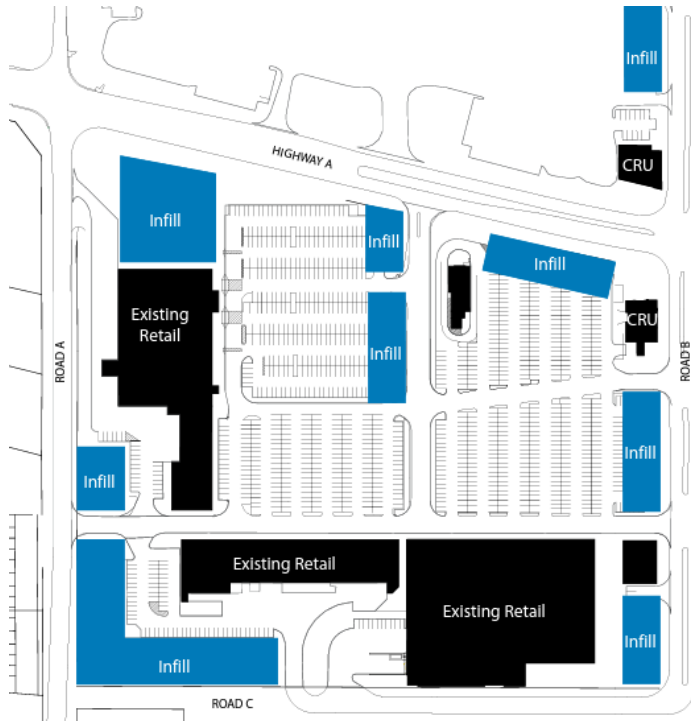 Infill
HIGHWAY A
CRU
Infill
Infill
Infill
Existing
Retail
CRU
ROAD A
Infill
ROAD B
Infill
Infill
Existing Retail
Existing Retail
Infill
Infill
ROAD C